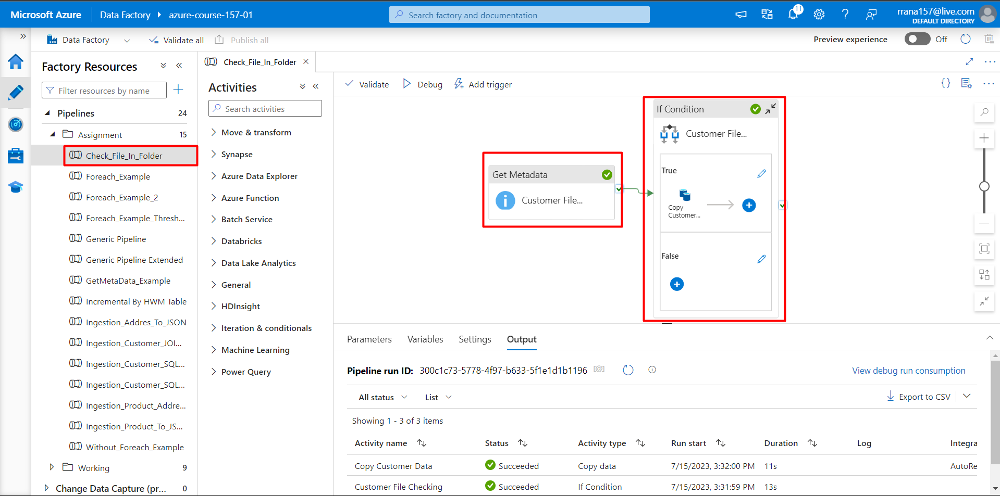 Microsoft Azure
Data Factory
azure-course-157-01
Search factory and documentation
11
rrana157@live.com
DEFAULT DIRECTORY
Data Factory
Validate all
Publish all
Preview experience
Off
Factory Resources
Filter resources by name
Pipelines
24
Assignment
15
Check_File_In_Folder
Foreach_Example
Foreach_Example_2
Foreach_Example_Thresh...
Generic Pipeline
Generic Pipeline Extended
GetMetaData_Example
Incremental By HWM Table
Ingestion_Addres_To_JSON
Ingestion_Customer_JOI...
Ingestion_Customer_SQL...
Ingestion_Customer_SQL...
Ingestion_Product_Addre...
Ingestion_Product_To_JS...
Without_Foreach_Example
Working
9
Change Data Capture (pr...
0
Check_File_In_Folder
Activities
Search activities
Move & transform
Synapse
Azure Data Explorer
Azure Function
Batch Service
Databricks
Data Lake Analytics
General
HDInsight
Iteration & conditionals
Machine Learning
Power Query
Validate
Debug
Add trigger
Get Metadata
Customer File...
If Condition
Customer File...
True
Copy
Customer...
False
Parameters
Variables
Settings
Output
Pipeline run ID:
300c1c73-5778-4f97-b633-5f1e1d1b1196
View debug run consumption
All status
List
Export to CSV
Showing 1 - 3 of 3 items
Activity name
Status
Activity type
Run start
Duration
Log
Integra
Copy Customer Data
Succeeded
Copy data
7/15/2023, 3:32:00 PM
11s
AutoRe
Customer File Checking
Succeeded
If Condition
7/15/2023, 3:31:59 PM
13s